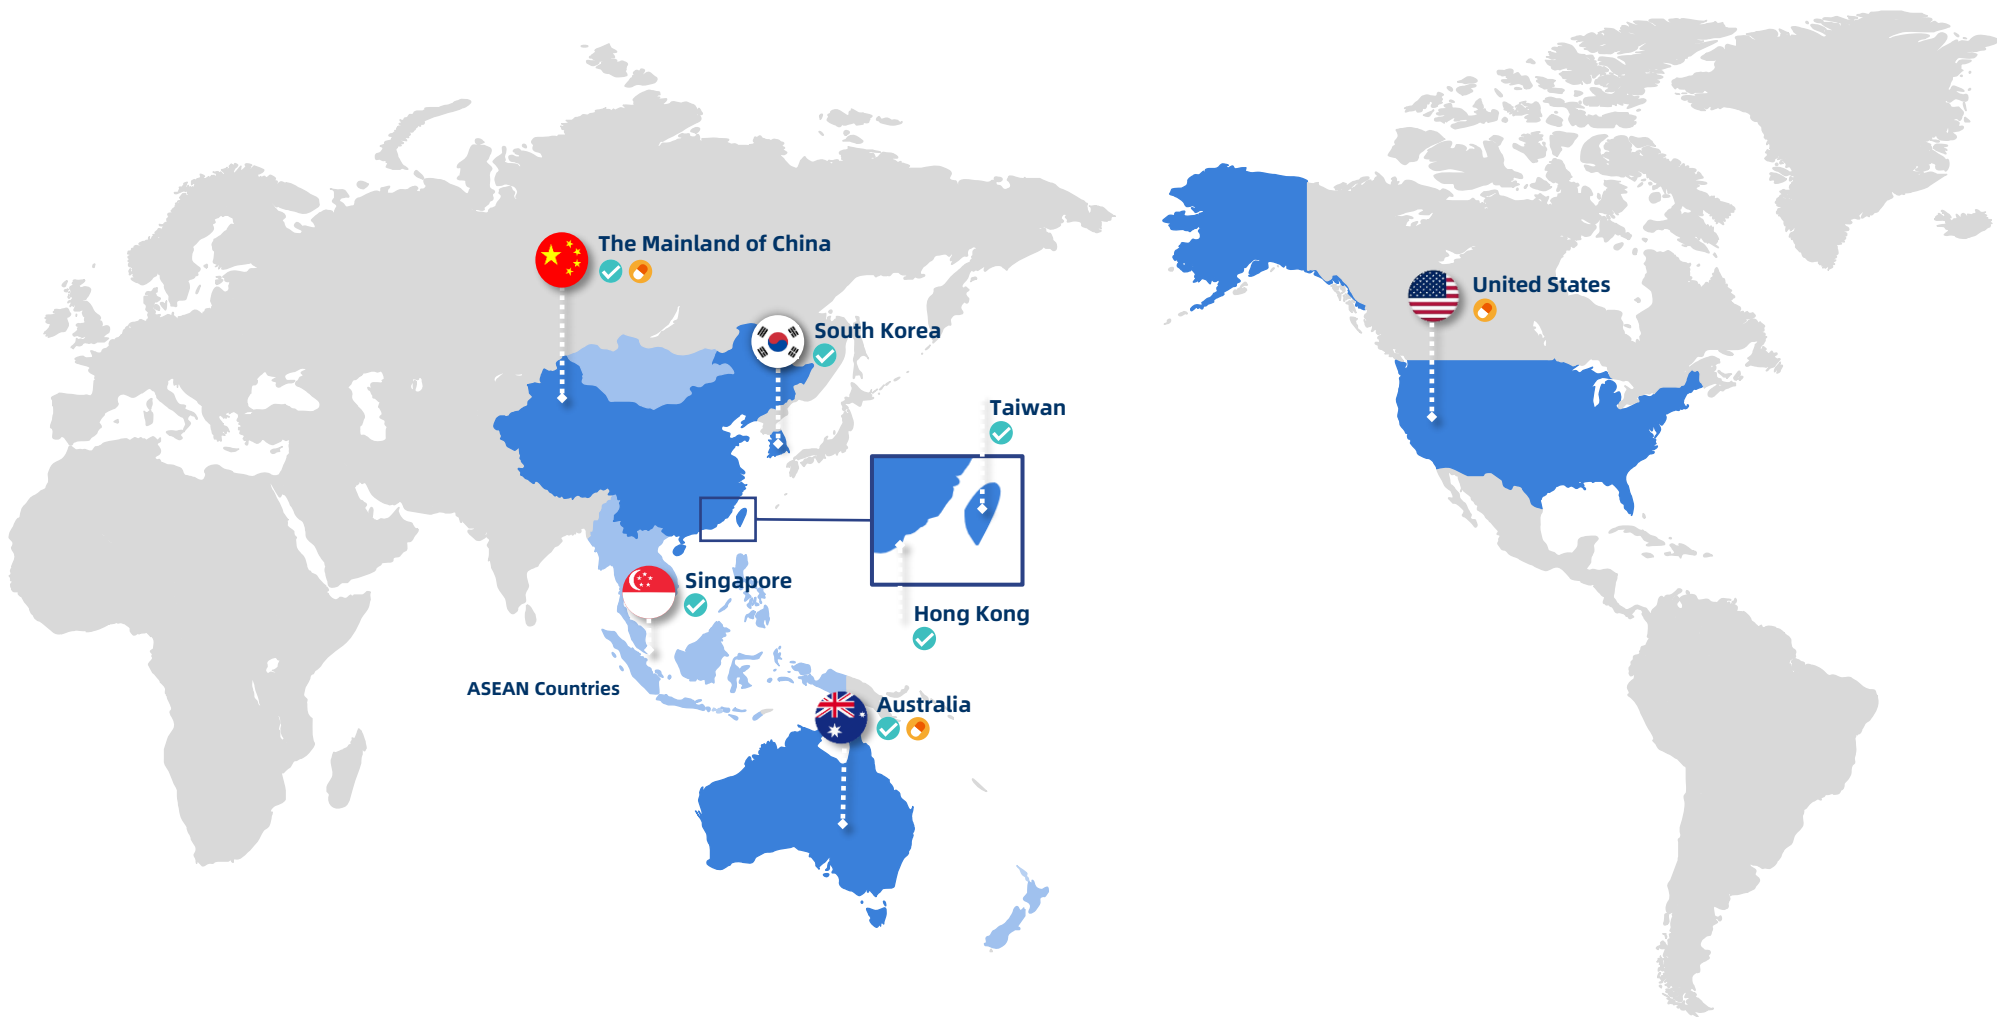 The Mainland of China
United States
South Korea
Taiwan
Singapore
Hong Kong
ASEAN Countries
Australia